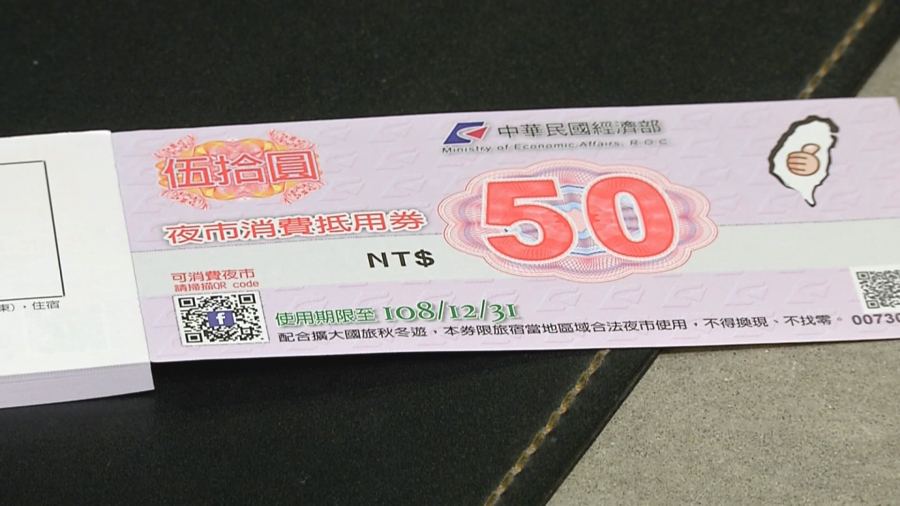 中華民國經濟部
Ministry of Economic Affairs, R.O.C
伍拾圓
50
夜市消費抵用券
NT$
可消費夜市
請掃描QR code
使用期限至 108/12/31
配合擴大國旅秋冬遊，本券限旅宿當地區域合法夜市使用，不得換現、不找零。
0073
，住宿